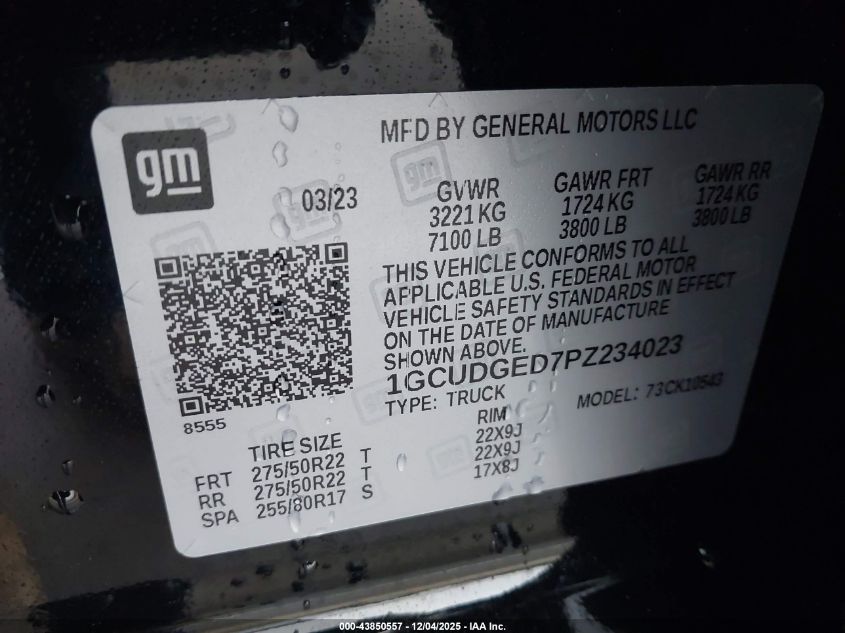 MFD BY GENERAL MOTORS LLC
gm
03/23
GVWR
3221 KG
7100 LB
GAWR FRT
1724 KG
3800 LB
GAWR RR
1724 KG
3800 LB
THIS VEHICLE CONFORMS TO ALL
APPLICABLE U.S. FEDERAL MOTOR
VEHICLE SAFETY STANDARDS IN EFFECT
ON THE DATE OF MANUFACTURE
SHOWN ABOVE.
1GCUDGED7PZ234023
TYPE: TRUCK
MODEL: 73CK10543
8555
TIRE SIZE
RIM
FRT 275/50R22 T 22X9J
RR 275/50R22 T 22X9J
SPA 255/80R17 S 17X8J
000-43850557 - 12/04/2025 - IAA Inc.